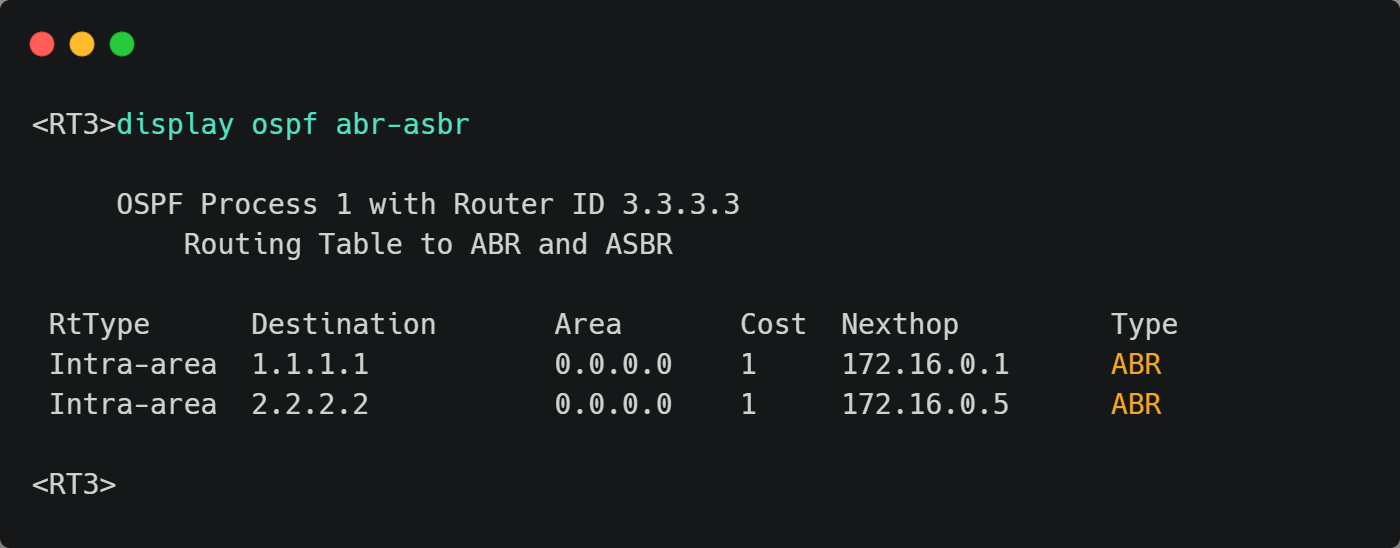 <RT3>display ospf abr-asbr
OSPF Process 1 with Router ID 3.3.3.3
Routing Table to ABR and ASBR
RtType Destination Area Cost Nexthop Type
Intra-area 1.1.1.1 0.0.0.0 1 172.16.0.1 ABR
Intra-area 2.2.2.2 0.0.0.0 1 172.16.0.5 ABR
<RT3>